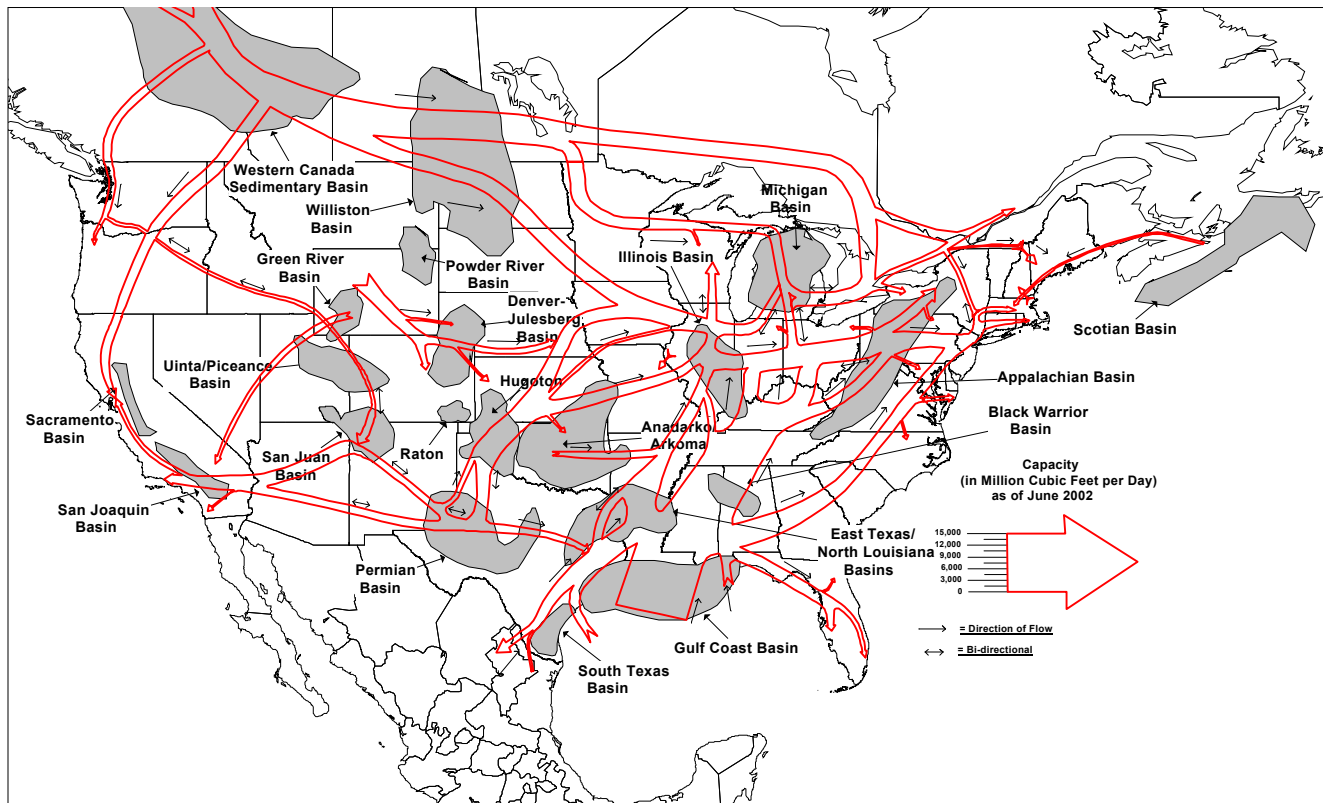 Western Canada
Sedimentary Basin
Williston
Basin
Michigan
Basin
Green River
Basin
Powder River
Basin
Illinois Basin
Denver-
Julesberg
Basin
Scotian Basin
Uinta/Piceance
Basin
Hugoton
Appalachian Basin
Sacramento
Basin
Black Warrior
Basin
Anadarko/
Arkoma
San Juan
Basin
Raton
San Joaquin
Basin
Capacity
(in Million Cubic Feet per Day)
as of June 2002
East Texas/
North Louisiana
Basins
15,000
12,000
9,000
6,000
3,000
0
Permian
Basin
= Direction of Flow
= Bi-directional
Gulf Coast Basin
South Texas
Basin